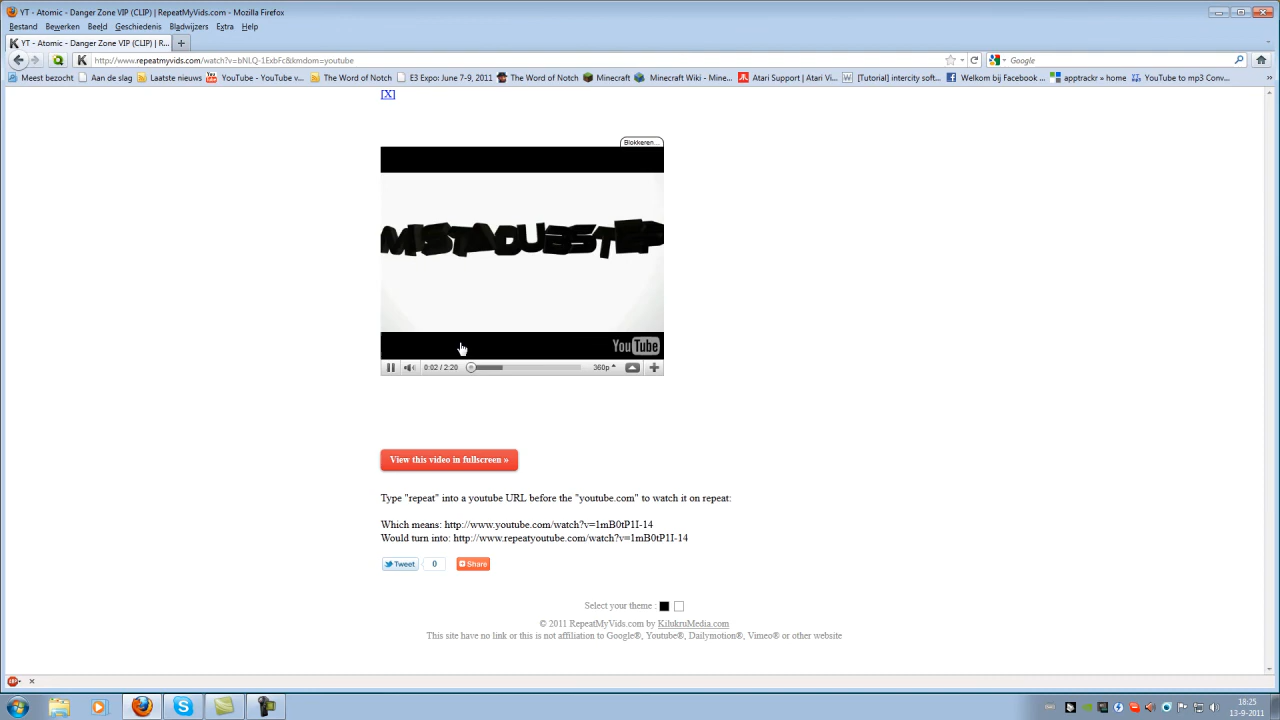 YT - Atomic - Danger Zone VIP (CLIP) | RepeatMyVids.com - Mozilla Firefox
Bestand Bewerken Beeld Geschiedenis Bladwijzers Extra Help
YT - Atomic - Danger Zone VIP (CLIP) | R...
http://www.repeatmyvids.com/watch?v=bNLQ-1ExbFc&kmdom=youtube
Google
Meest bezocht Aan de slag Laatste nieuws YouTube - YouTube v... The Word of Notch E3 Expo: June 7-9, 2011 The Word of Notch Minecraft Minecraft Wiki - Mine... Atari Support | Atari Vi... [Tutorial] intercity soft... Welkom bij Facebook ... apptrackr » home YouTube to mp3 Conv...
[X]
Blokkeren...
MISTADUBSTEP
YouTube
0:02 / 2:20
360p
View this video in fullscreen »
Type "repeat" into a youtube URL before the "youtube.com" to watch it on repeat:
Which means: http://www.youtube.com/watch?v=1mB0tP1I-14
Would turn into: http://www.repeatyoutube.com/watch?v=1mB0tP1I-14
Tweet 0 Share
Select your theme :
© 2011 RepeatMyVids.com by KilukruMedia.com
This site have no link or this is not affiliation to Google®, Youtube®, Dailymotion®, Vimeo® or other website
18:25
13-9-2011